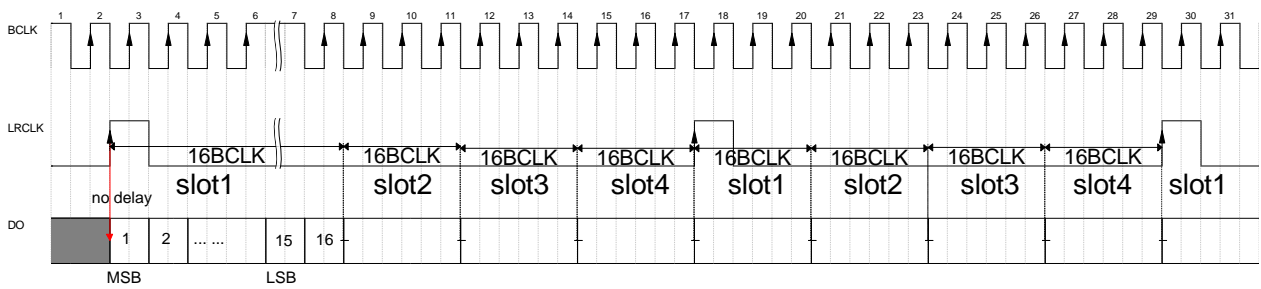 1 2 3 4 5 6 7 8 9 10 11 12 13 14 15 16 17 18 19 20 21 22 23 24 25 26 27 28 29 30 31
BCLK
LRCLK
16BCLK 16BCLK 16BCLK 16BCLK 16BCLK 16BCLK 16BCLK 16BCLK
slot1 slot2 slot3 slot4 slot1 slot2 slot3 slot4 slot1
no delay
DO
1 2 ... ... 15 16
MSB LSB